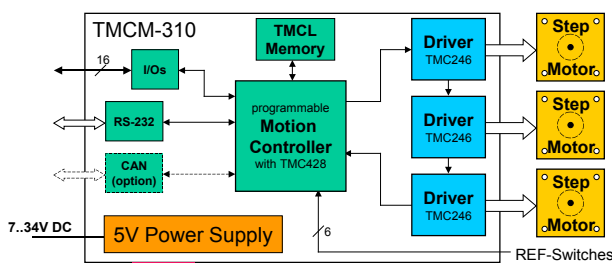 TMCM-310
TMCL
Memory
Driver
TMC246
Step
Motor
16
I/Os
RS-232
CAN
(option)
programmable
Motion
Controller
with TMC428
Driver
TMC246
Step
Motor
Driver
TMC246
Step
Motor
7..34V DC
5V Power Supply
6
REF-Switches